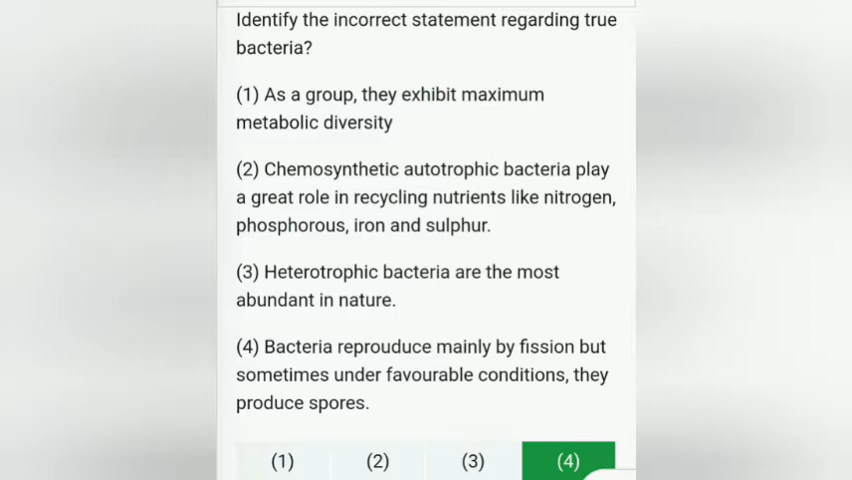 Identify the incorrect statement regarding true
bacteria?
(1) As a group, they exhibit maximum
metabolic diversity
(2) Chemosynthetic autotrophic bacteria play
a great role in recycling nutrients like nitrogen,
phosphorous, iron and sulphur.
(3) Heterotrophic bacteria are the most
abundant in nature.
(4) Bacteria reprouduce mainly by fission but
sometimes under favourable conditions, they
produce spores.
(1) (2) (3) (4)